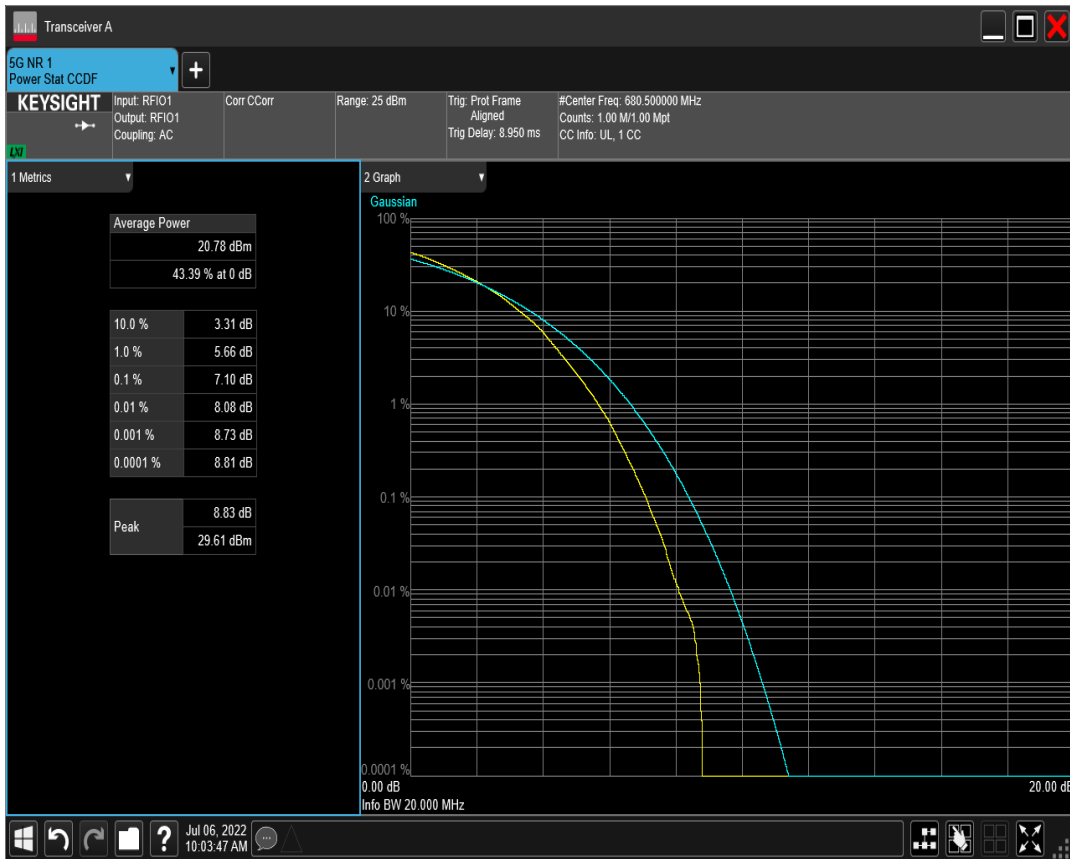 Transceiver A
5G NR 1
Power Stat CCDF
+
KEYSIGHT
LXI
Input: RFIO1
Output: RFIO1
Coupling: AC
Corr CCorr
Range: 25 dBm
Trig: Prot Frame
Aligned
Trig Delay: 8.950 ms
#Center Freq: 680.500000 MHz
Counts: 1.00 M/1.00 Mpt
CC Info: UL, 1 CC
1 Metrics
Average Power
20.78 dBm
43.39 % at 0 dB
10.0 % 3.31 dB
1.0 % 5.66 dB
0.1 % 7.10 dB
0.01 % 8.08 dB
0.001 % 8.73 dB
0.0001 % 8.81 dB
Peak 8.83 dB
29.61 dBm
2 Graph
Gaussian
100 %
10 %
1 %
0.1 %
0.01 %
0.001 %
0.0001 %
0.00 dB 20.00 dB
Info BW 20.000 MHz
?
Jul 06, 2022
10:03:47 AM